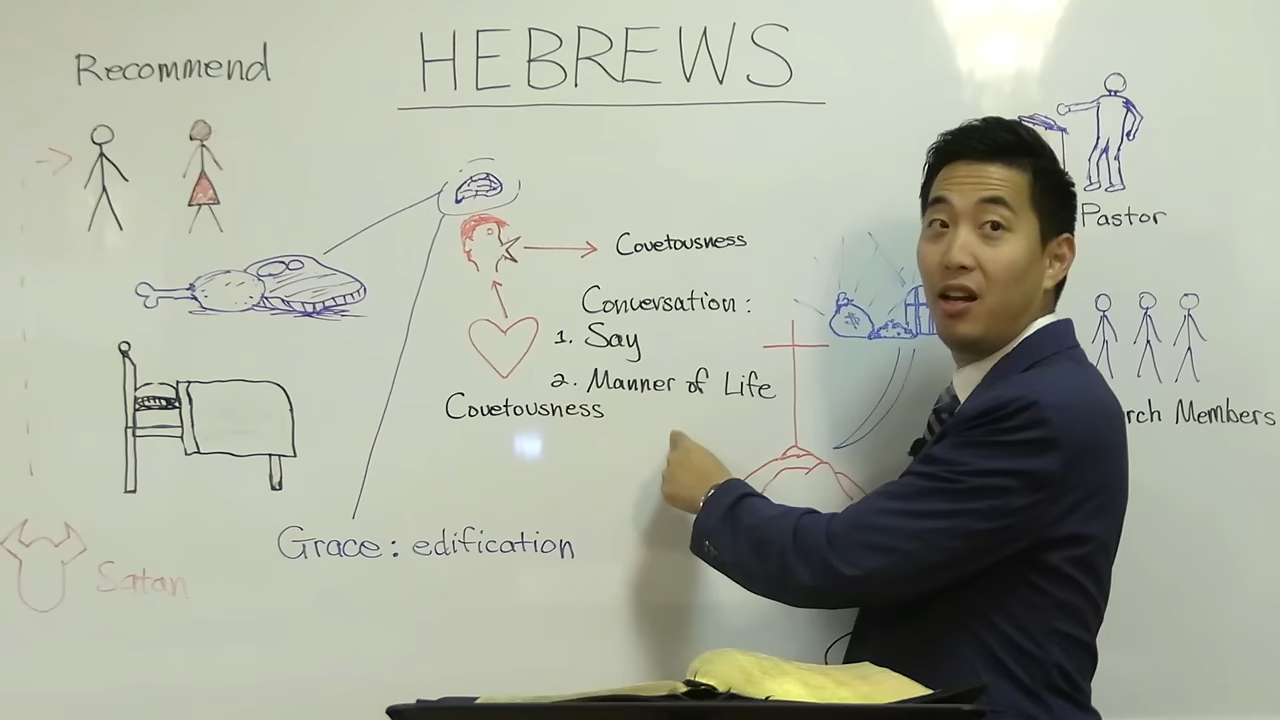 HEBREWS
Recommend
Pastor
Covetousness
Conversation :
1. Say
2. Manner of Life
Covetousness
$
rch Members
Grace: edification
Satan